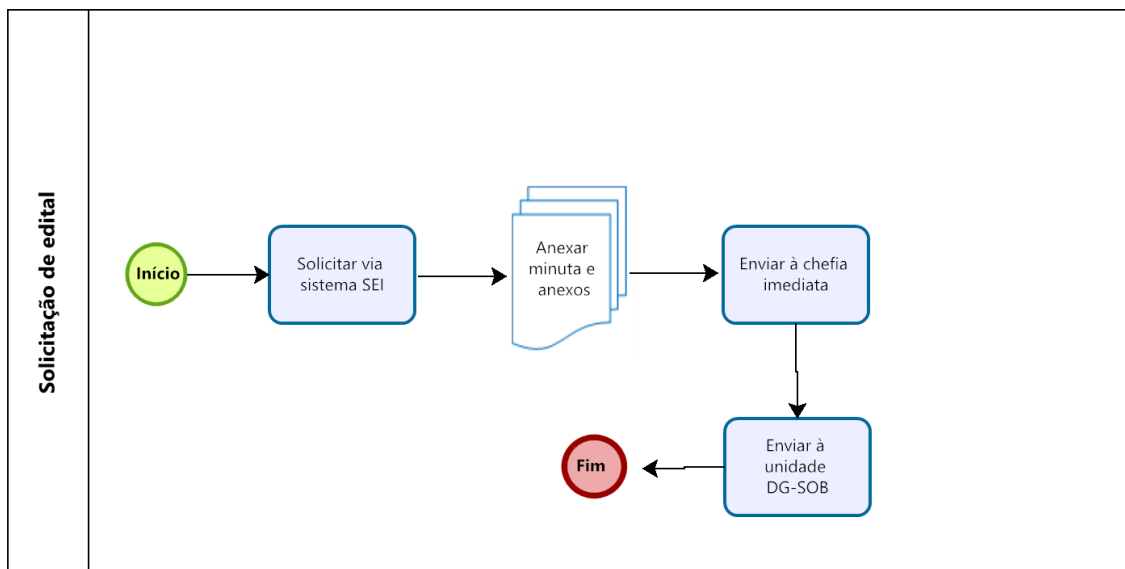 Solicitação de edital
Início
Solicitar via
sistema SEI
Anexar
minuta e
anexos
Enviar à chefia
imediata
Enviar à
unidade
DG-SOB
Fim